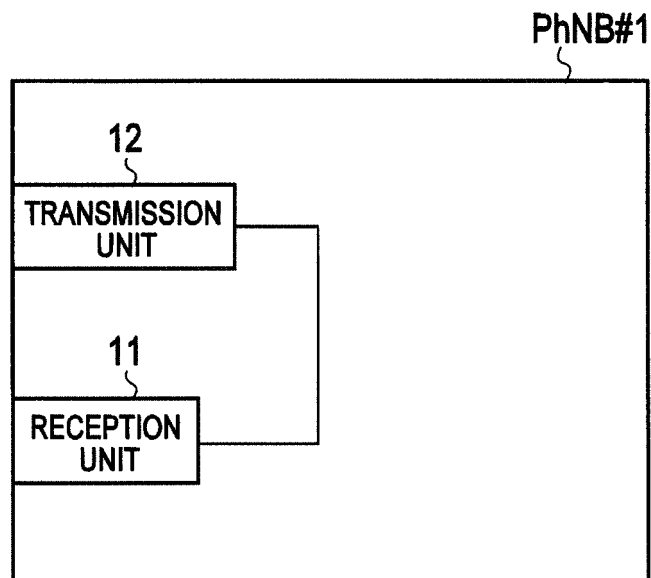 PhNB#1
12
TRANSMISSION
UNIT
11
RECEPTION
UNIT